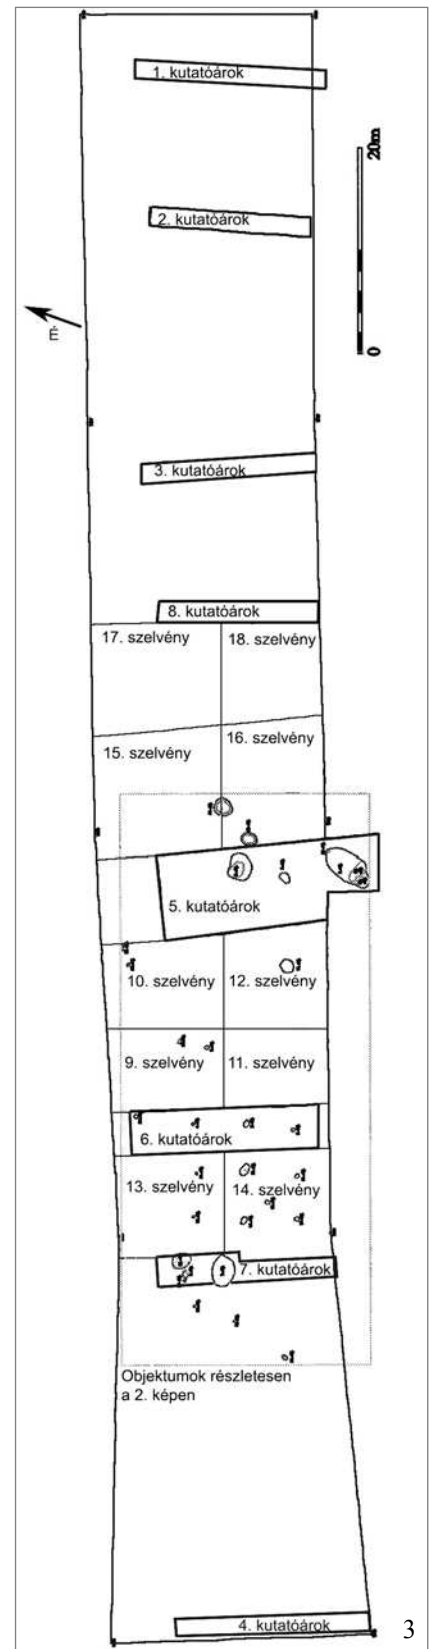 1. kutatóárok
20m
2. kutatóárok
É
0
3. kutatóárok
8. kutatóárok
17. szelvény
18. szelvény
16. szelvény
15. szelvény
5. kutatóárok
10. szelvény
12. szelvény
9. szelvény
11. szelvény
6. kutatóárok
13. szelvény
14. szelvény
7. kutatóárok
Objektumok részletesen
a 2. képen
4. kutatóárok
3